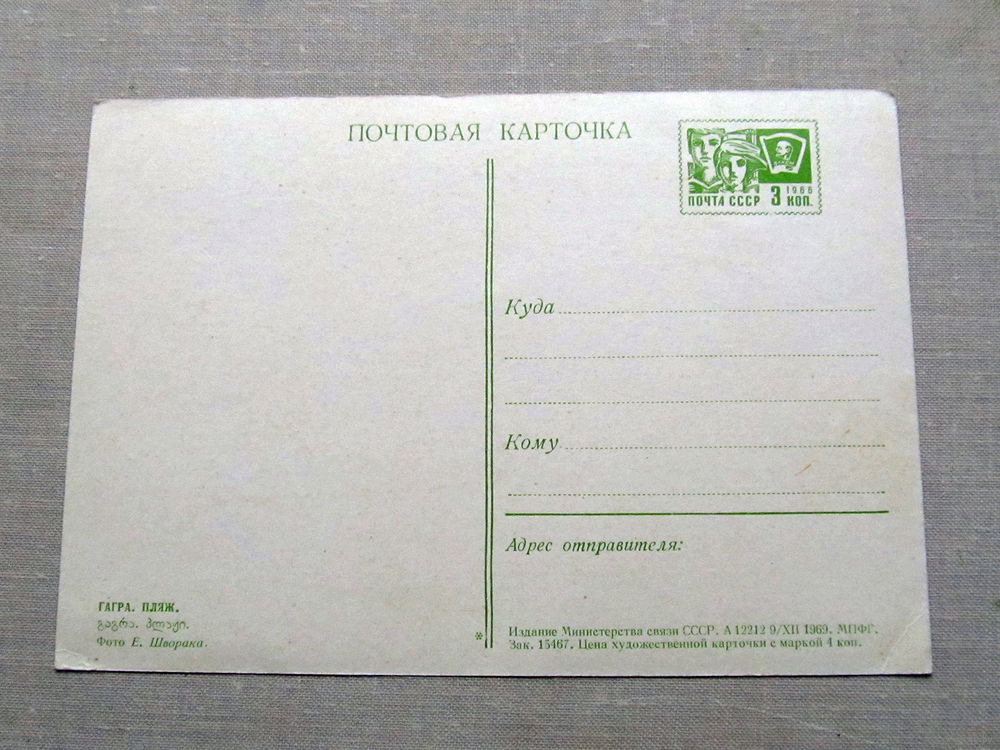 ПОЧТОВАЯ КАРТОЧКА
1966
ПОЧТА СССР 3 КОП.
Куда
Кому
Адрес отправителя:
ГАГРА. ПЛЯЖ.
გაგრა. პლაჟი.
Фото Е. Шворака.
*
Издание Министерства связи СССР. А 12212 9/XII 1969. МПФГ.
Зак. 15467. Цена художественной карточки с маркой 4 коп.